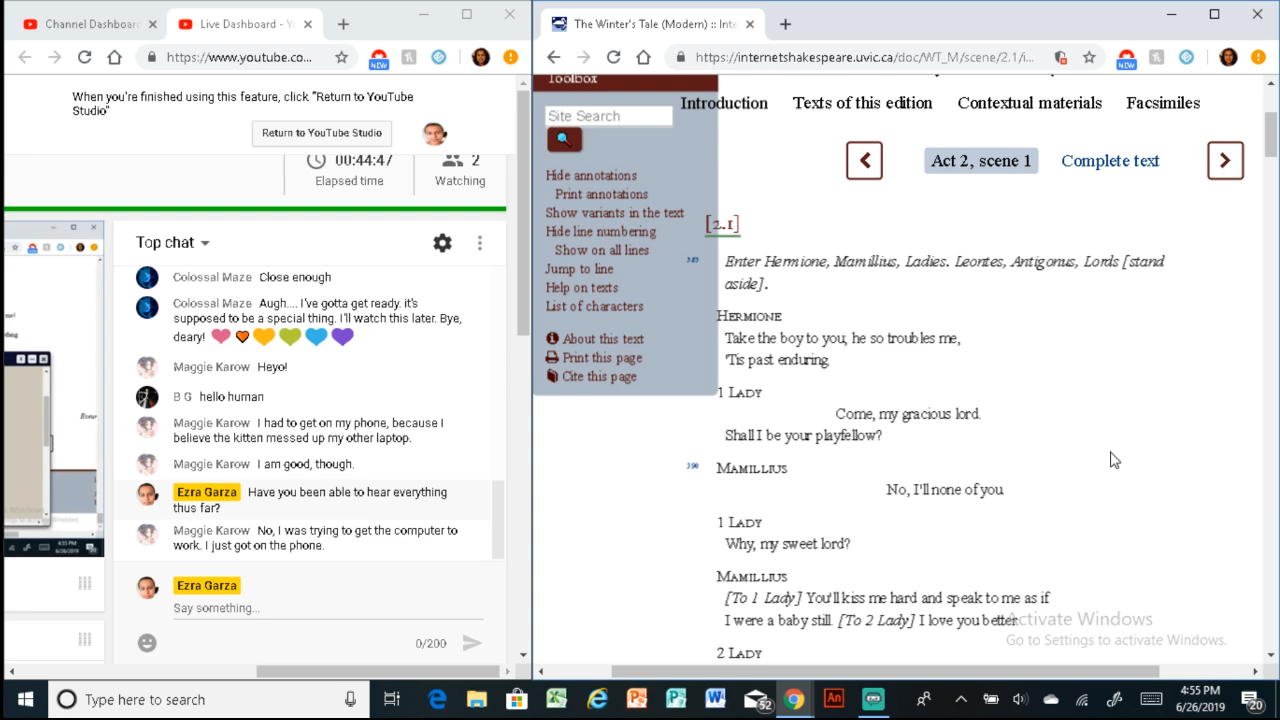 Channel Dashboard
Live Dashboard - Y
The Winter's Tale (Modern) :: Inte
https://www.youtube.co...
https://internetshakespeare.uvic.ca/doc/WT_M/scene/2.1/i...
NEW
NEW
When you're finished using this feature, click "Return to YouTube
Studio"
Return to YouTube Studio
00:44:47
2
Elapsed time
Watching
Top chat
Colossal Maze Close enough
Colossal Maze Augh.... I've gotta get ready. it's
supposed to be a special thing. I'll watch this later. Bye,
deary!
Maggie Karow Heyo!
B G hello human
Maggie Karow I had to get on my phone, because I
believe the kitten messed up my other laptop.
Maggie Karow I am good, though.
Ezra Garza Have you been able to hear everything
thus far?
Maggie Karow No, I was trying to get the computer to
work. I just got on the phone.
Ezra Garza
Say something...
0/200
Toolbox
Site Search
Hide annotations
Print annotations
Show variants in the text
Hide line numbering
Show on all lines
Jump to line
Help on texts
List of characters
About this text
Print this page
Cite this page
Introduction Texts of this edition Contextual materials Facsimiles
Act 2, scene 1 Complete text
[2.1]
Enter Hermione, Mamillius, Ladies. Leontes, Antigonus, Lords [stand
aside].
Hermione
Take the boy to you; he so troubles me,
'Tis past enduring.
1 Lady
Come, my gracious lord.
Shall I be your playfellow?
390 Mamillius
No, I'll none of you.
1 Lady
Why, my sweet lord?
Mamillius
[To 1 Lady] You'll kiss me hard and speak to me as if
I were a baby still. [To 2 Lady] I love you better.
2 Lady
Activate Windows
Go to Settings to activate Windows.
Type here to search
52
An
4:55 PM
6/26/2019
20